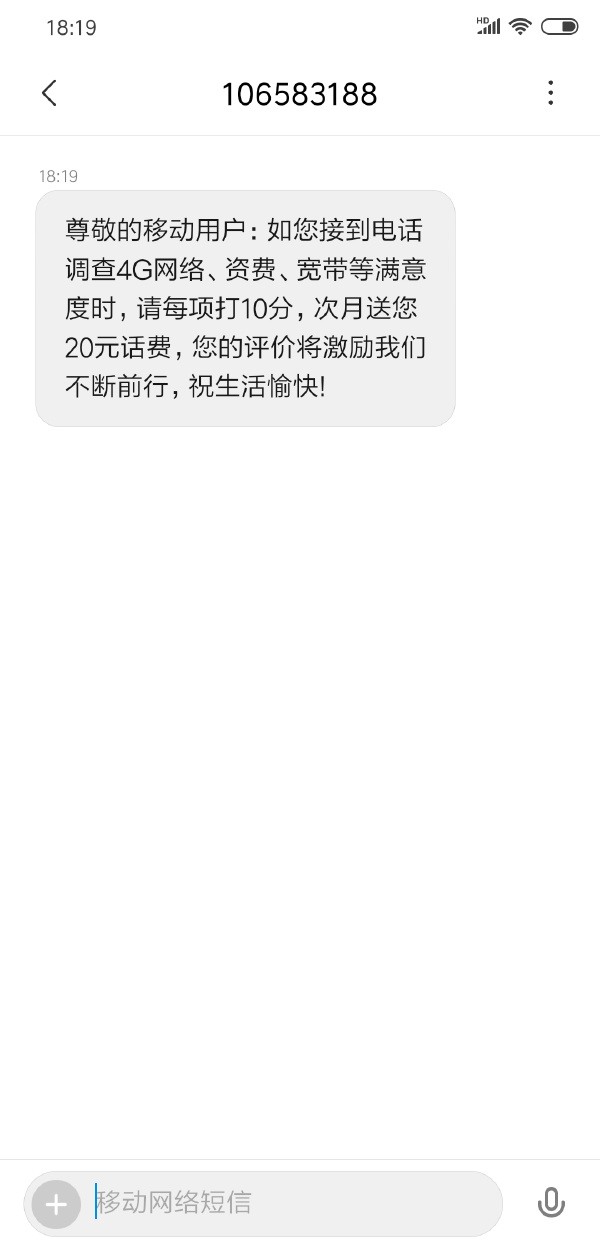 18:19
HD
106583188
18:19
尊敬的移动用户：如您接到电话
调查4G网络、资费、宽带等满意
度时，请每项打10分，次月送您
20元话费，您的评价将激励我们
不断前行，祝生活愉快!
移动网络短信